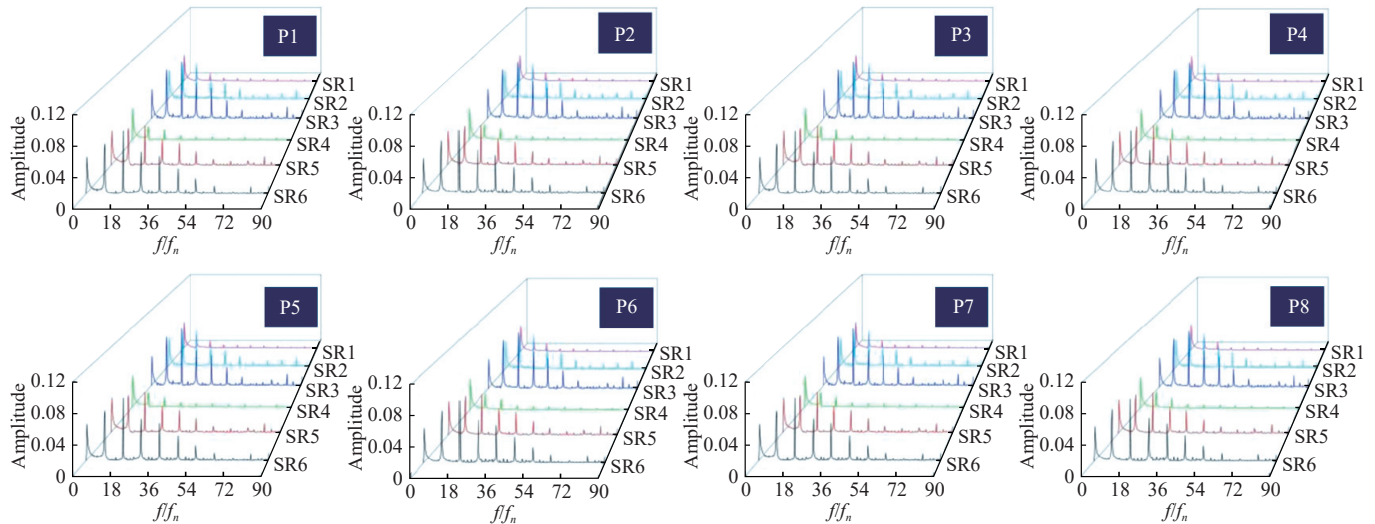 P1
Amplitude
0.12
0.08
0.04
0
0 18 36 54 72 90
f/fn
SR1
SR2
SR3
SR4
SR5
SR6
P2
Amplitude
0.12
0.08
0.04
0
0 18 36 54 72 90
f/fn
SR1
SR2
SR3
SR4
SR5
SR6
P3
Amplitude
0.12
0.08
0.04
0
0 18 36 54 72 90
f/fn
SR1
SR2
SR3
SR4
SR5
SR6
P4
Amplitude
0.12
0.08
0.04
0
0 18 36 54 72 90
f/fn
SR1
SR2
SR3
SR4
SR5
SR6
P5
Amplitude
0.12
0.08
0.04
0
0 18 36 54 72 90
f/fn
SR1
SR2
SR3
SR4
SR5
SR6
P6
Amplitude
0.12
0.08
0.04
0
0 18 36 54 72 90
f/fn
SR1
SR2
SR3
SR4
SR5
SR6
P7
Amplitude
0.12
0.08
0.04
0
0 18 36 54 72 90
f/fn
SR1
SR2
SR3
SR4
SR5
SR6
P8
Amplitude
0.12
0.08
0.04
0
0 18 36 54 72 90
f/fn
SR1
SR2
SR3
SR4
SR5
SR6